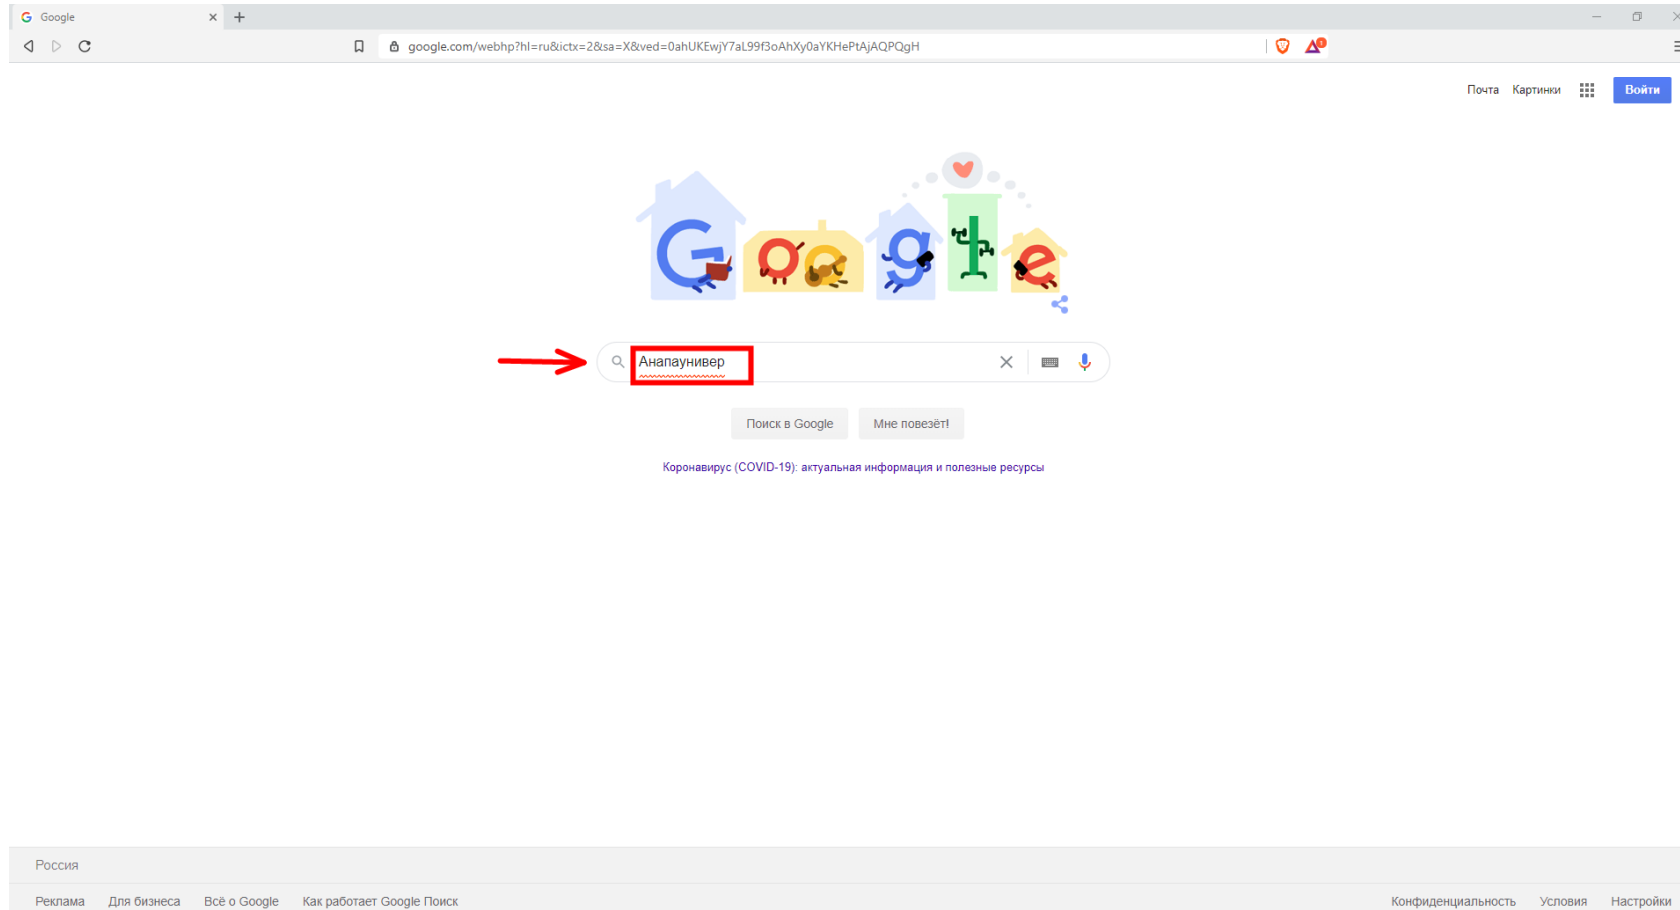 Google
google.com/webhp?hl=ru&ictx=2&sa=X&ved=0ahUKEwjY7aL99f3oAhXy0aYKHePtAjAQPQgH
1
Почта Картинки Войти
Google
Анапаунивер
Поиск в Google Мне повезёт!
Коронавирус (COVID-19): актуальная информация и полезные ресурсы
Россия
Реклама Для бизнеса Всё о Google Как работает Google Поиск Конфиденциальность Условия Настройки